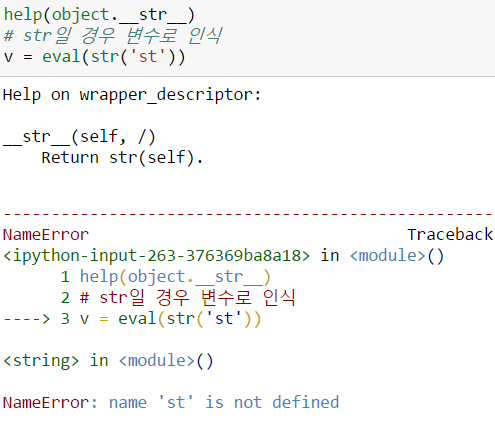 help(object.__str__)
# str일 경우 변수로 인식
v = eval(str('st'))
Help on wrapper_descriptor:
__str__(self, /)
    Return str(self).
---------------------------------------------------
NameError                                 Traceback
<ipython-input-263-376369ba8a18> in <module>()
      1 help(object.__str__)
      2 # str일 경우 변수로 인식
----> 3 v = eval(str('st'))
<string> in <module>()
NameError: name 'st' is not defined